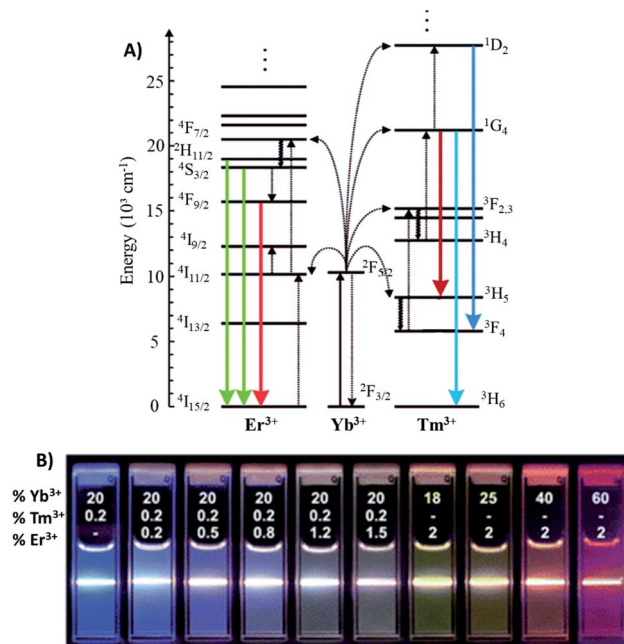 A)
Energy (10³ cm⁻¹)
25
20
15
10
5
0
⁴F₇/₂
²H₁₁/₂
⁴S₃/₂
⁴F₉/₂
⁴I₉/₂
⁴I₁₁/₂
⁴I₁₃/₂
⁴I₁₅/₂
Er³⁺
²F₅/₂
²F₃/₂
Yb³⁺
¹D₂
¹G₄
³F₂,₃
³H₄
³H₅
³F₄
³H₆
Tm³⁺
B)
% Yb³⁺ 20 20 20 20 20 20 18 25 40 60
% Tm³⁺ 0.2 0.2 0.2 0.2 0.2 0.2 - - - -
% Er³⁺ - 0.2 0.5 0.8 1.2 1.5 2 2 2 2